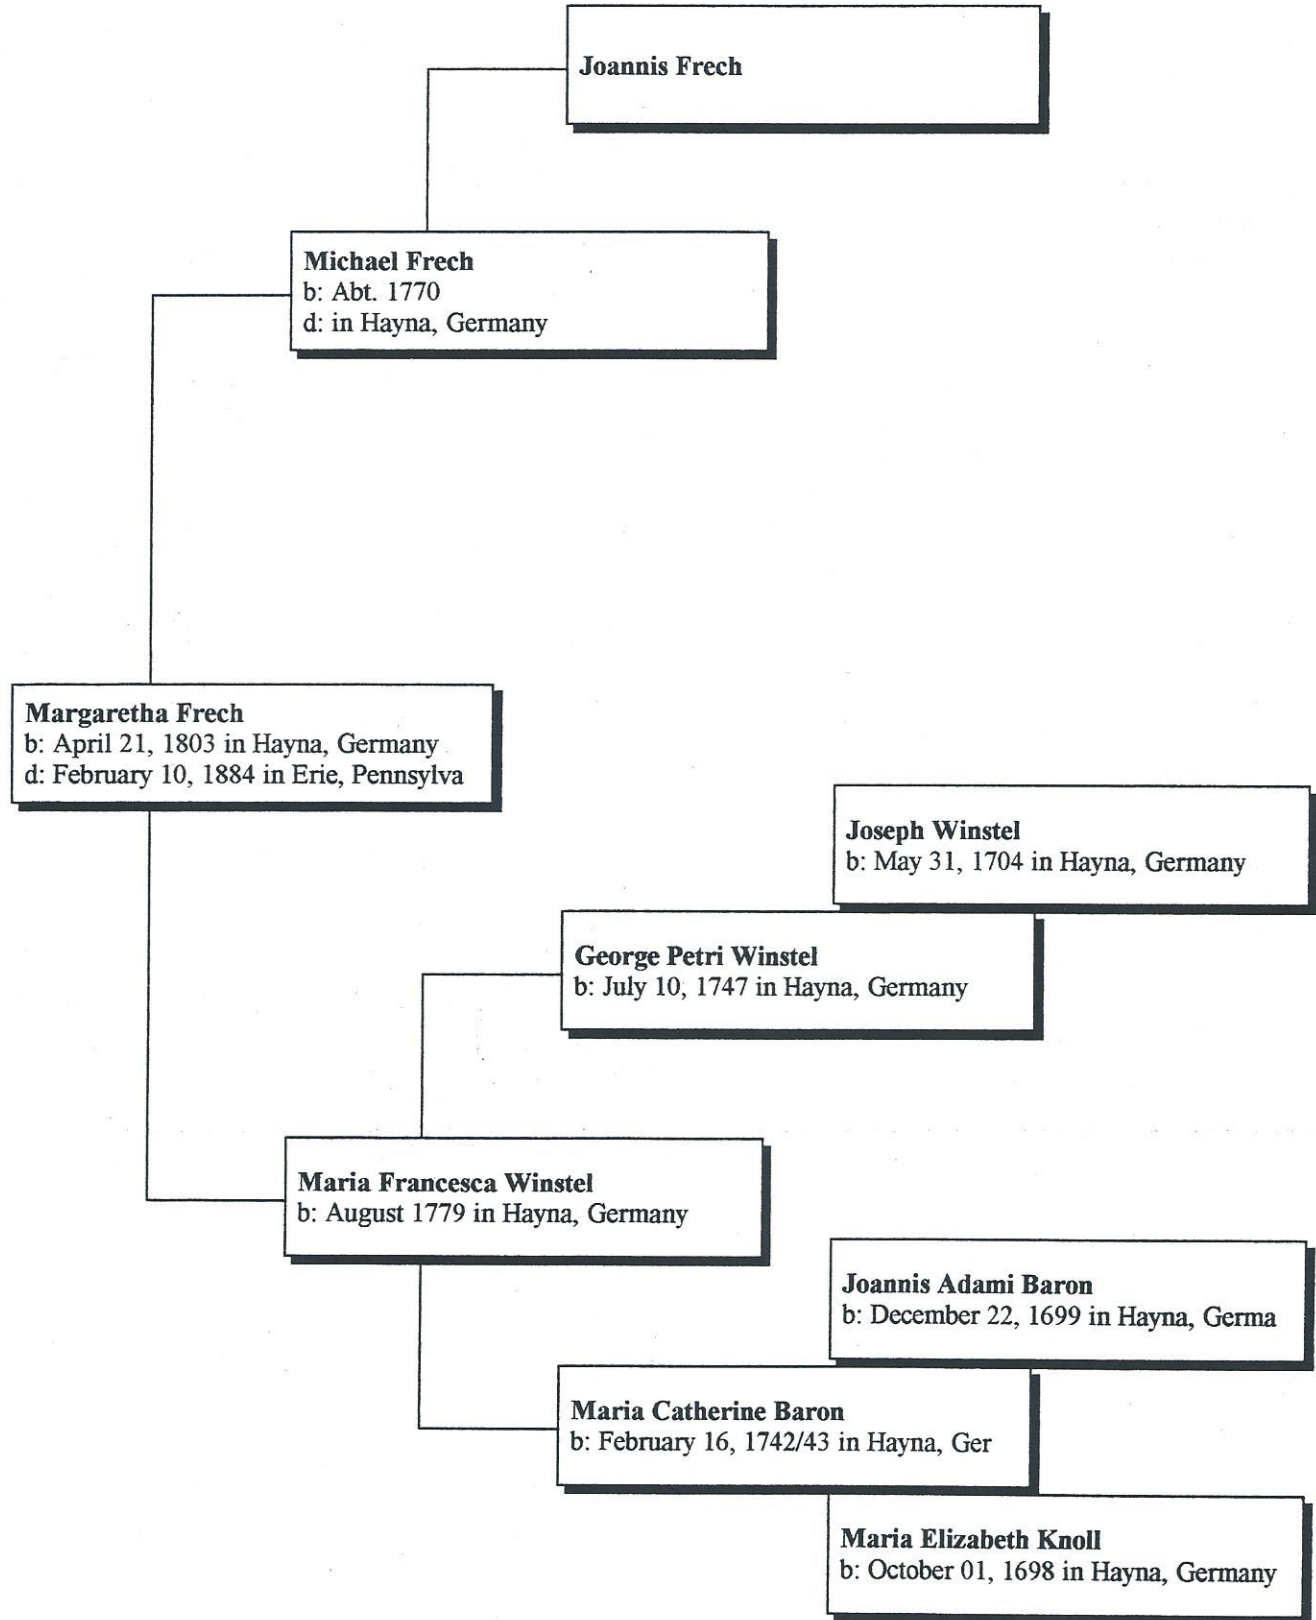 Joannis Frech
Michael Frech
b: Abt. 1770
d: in Hayna, Germany
Margaretha Frech
b: April 21, 1803 in Hayna, Germany
d: February 10, 1884 in Erie, Pennsylva
Joseph Winstel
b: May 31, 1704 in Hayna, Germany
George Petri Winstel
b: July 10, 1747 in Hayna, Germany
Maria Francesca Winstel
b: August 1779 in Hayna, Germany
Joannis Adami Baron
b: December 22, 1699 in Hayna, Germa
Maria Catherine Baron
b: February 16, 1742/43 in Hayna, Ger
Maria Elizabeth Knoll
b: October 01, 1698 in Hayna, Germany